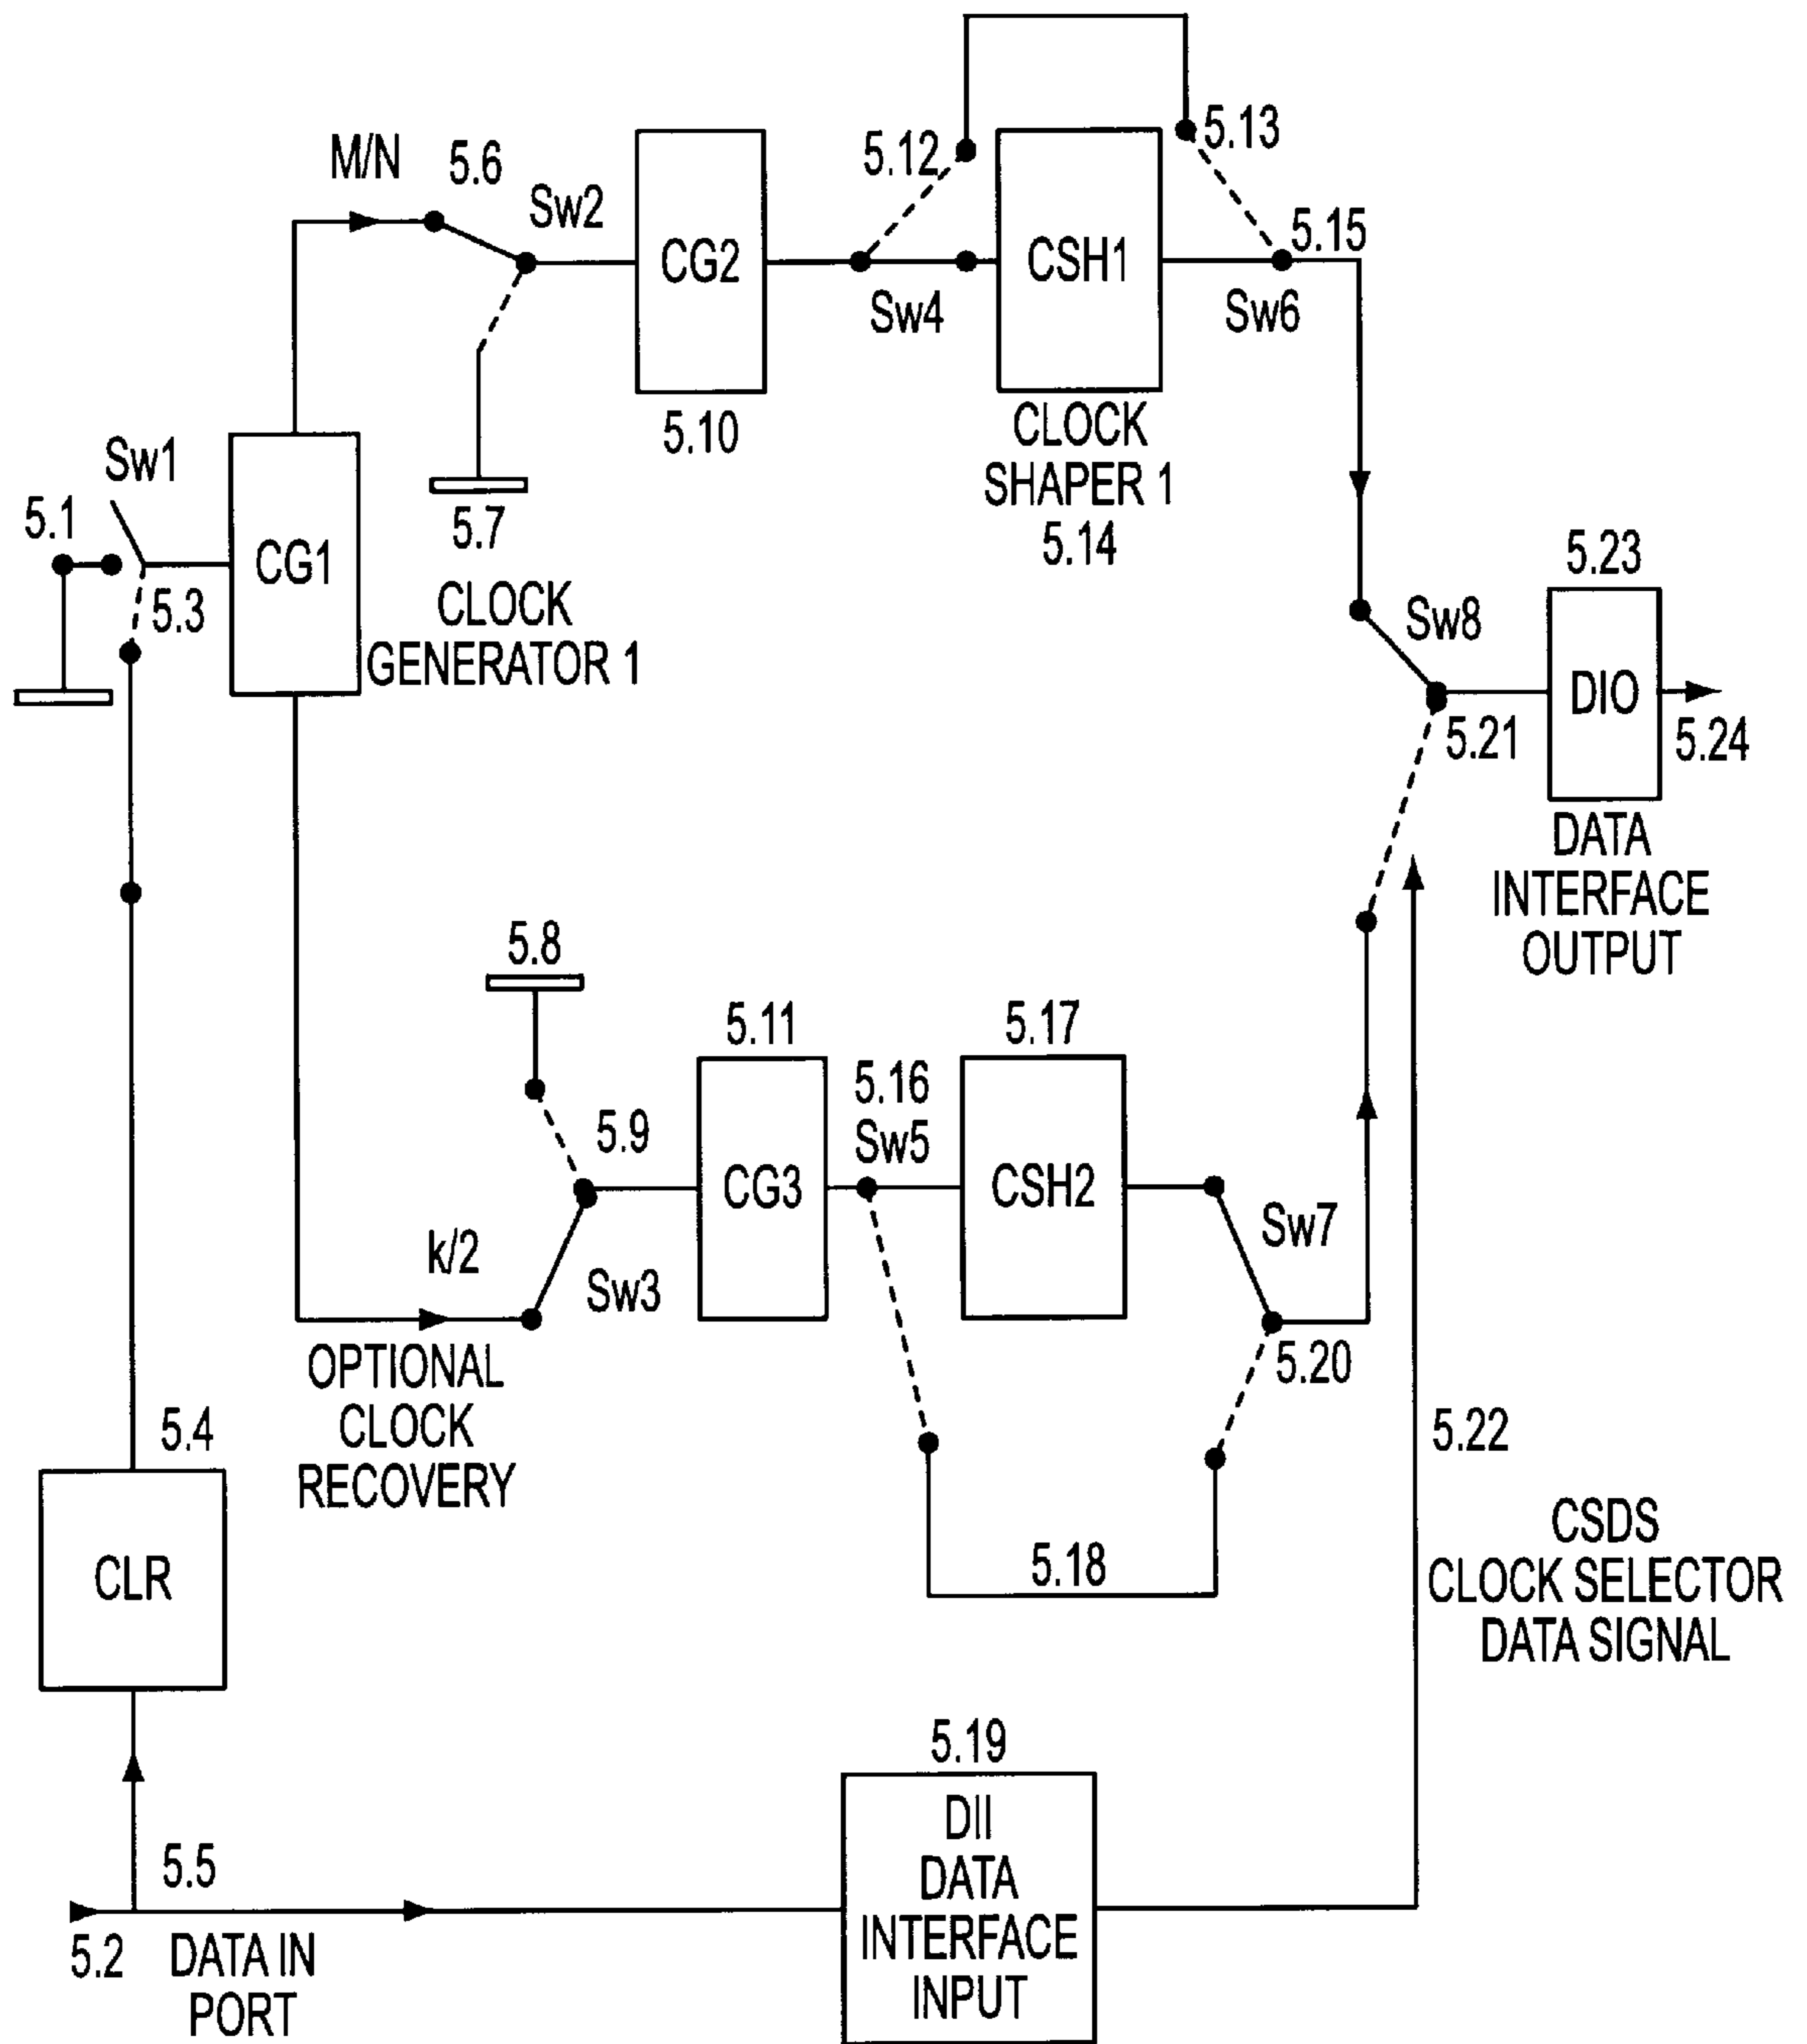 5.12
5.13
M/N
5.6
Sw2
CG2
CSH1
5.15
Sw4
Sw6
5.10
CLOCK
SHAPER 1
5.14
Sw1
5.1
5.3
CG1
5.7
CLOCK
GENERATOR 1
5.23
Sw8
DIO
5.21
5.24
DATA
INTERFACE
OUTPUT
5.8
5.11
5.17
5.16
Sw5
5.9
CG3
CSH2
Sw7
k/2
Sw3
5.20
OPTIONAL
CLOCK
RECOVERY
5.4
5.22
CLR
5.18
CSDS
CLOCK SELECTOR
DATA SIGNAL
5.19
DII
DATA
INTERFACE
INPUT
5.5
5.2
DATA IN
PORT